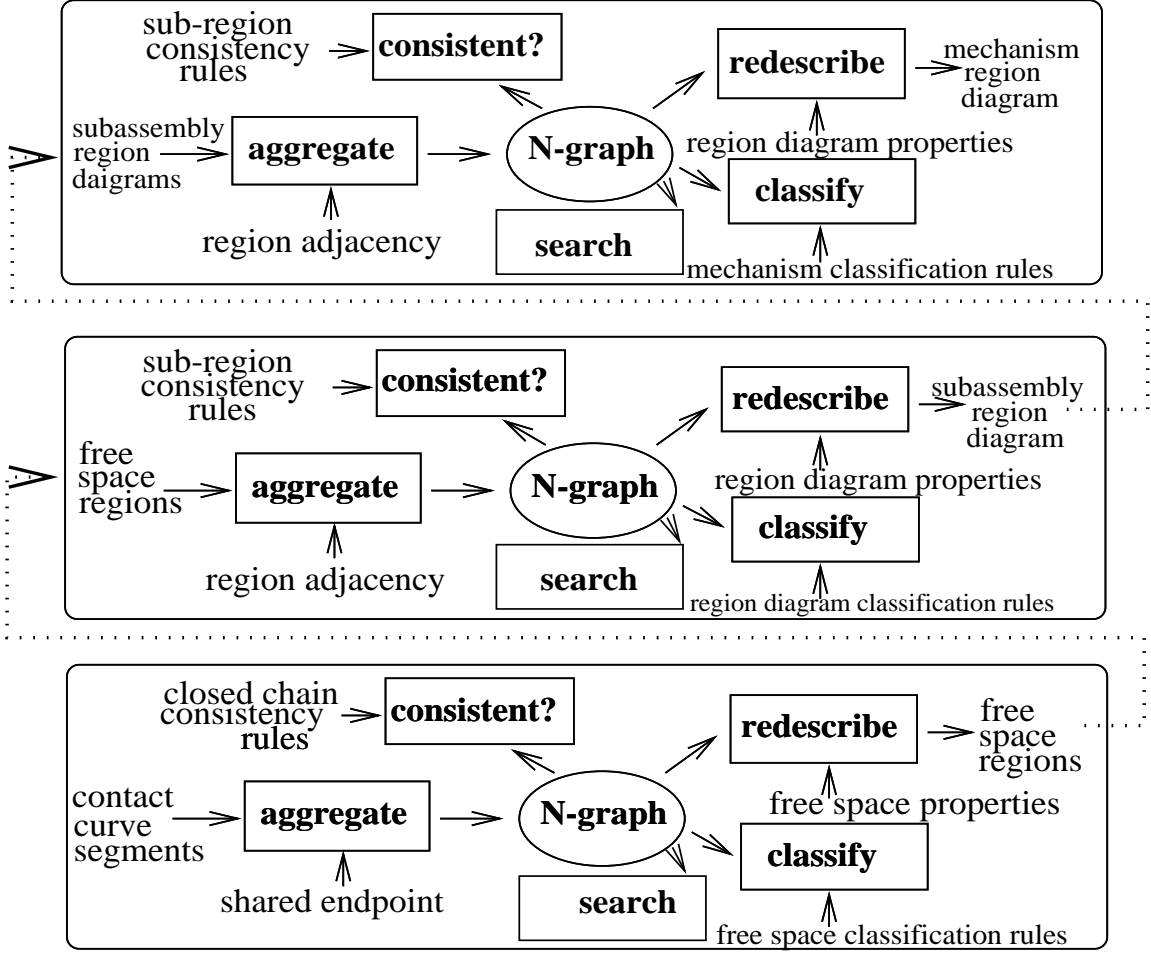 sub-region
consistency
rules
consistent?
redescribe
mechanism
region
diagram
subassembly
region
daigrams
aggregate
N-graph
region diagram properties
classify
region adjacency
search
mechanism classification rules
sub-region
consistency
rules
consistent?
redescribe
subassembly
region
diagram
free
space
regions
aggregate
N-graph
region diagram properties
classify
region adjacency
search
region diagram classification rules
closed chain
consistency
rules
consistent?
redescribe
free
space
regions
contact
curve
segments
aggregate
N-graph
free space properties
classify
shared endpoint
search
free space classification rules